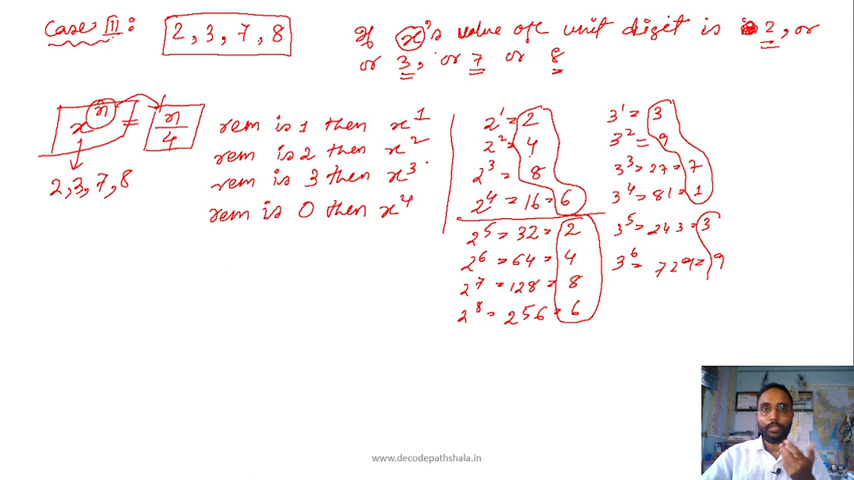 Case III: 2, 3, 7, 8
If x's value of unit digit is 2, or
or 3, or 7 or 8
x^n = n/4
2, 3, 7, 8
rem is 1 then x^1
rem is 2 then x^2
rem is 3 then x^3
rem is 0 then x^4
2^1 = 2
2^2 = 4
2^3 = 8
2^4 = 16 = 6
2^5 = 32 = 2
2^6 = 64 = 4
2^7 = 128 = 8
2^8 = 256 = 6
3^1 = 3
3^2 = 9
3^3 = 27 = 7
3^4 = 81 = 1
3^5 = 243 = 3
3^6 = 729 = 9
www.decodepathshala.in